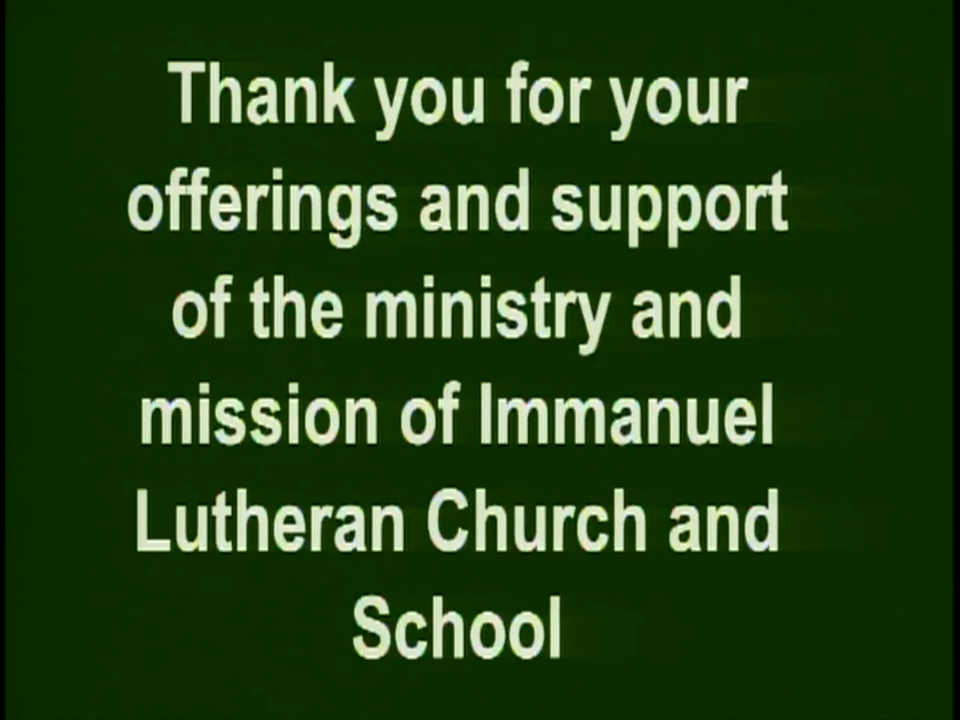 Thank you for your
offerings and support
of the ministry and
mission of Immanuel
Lutheran Church and
School